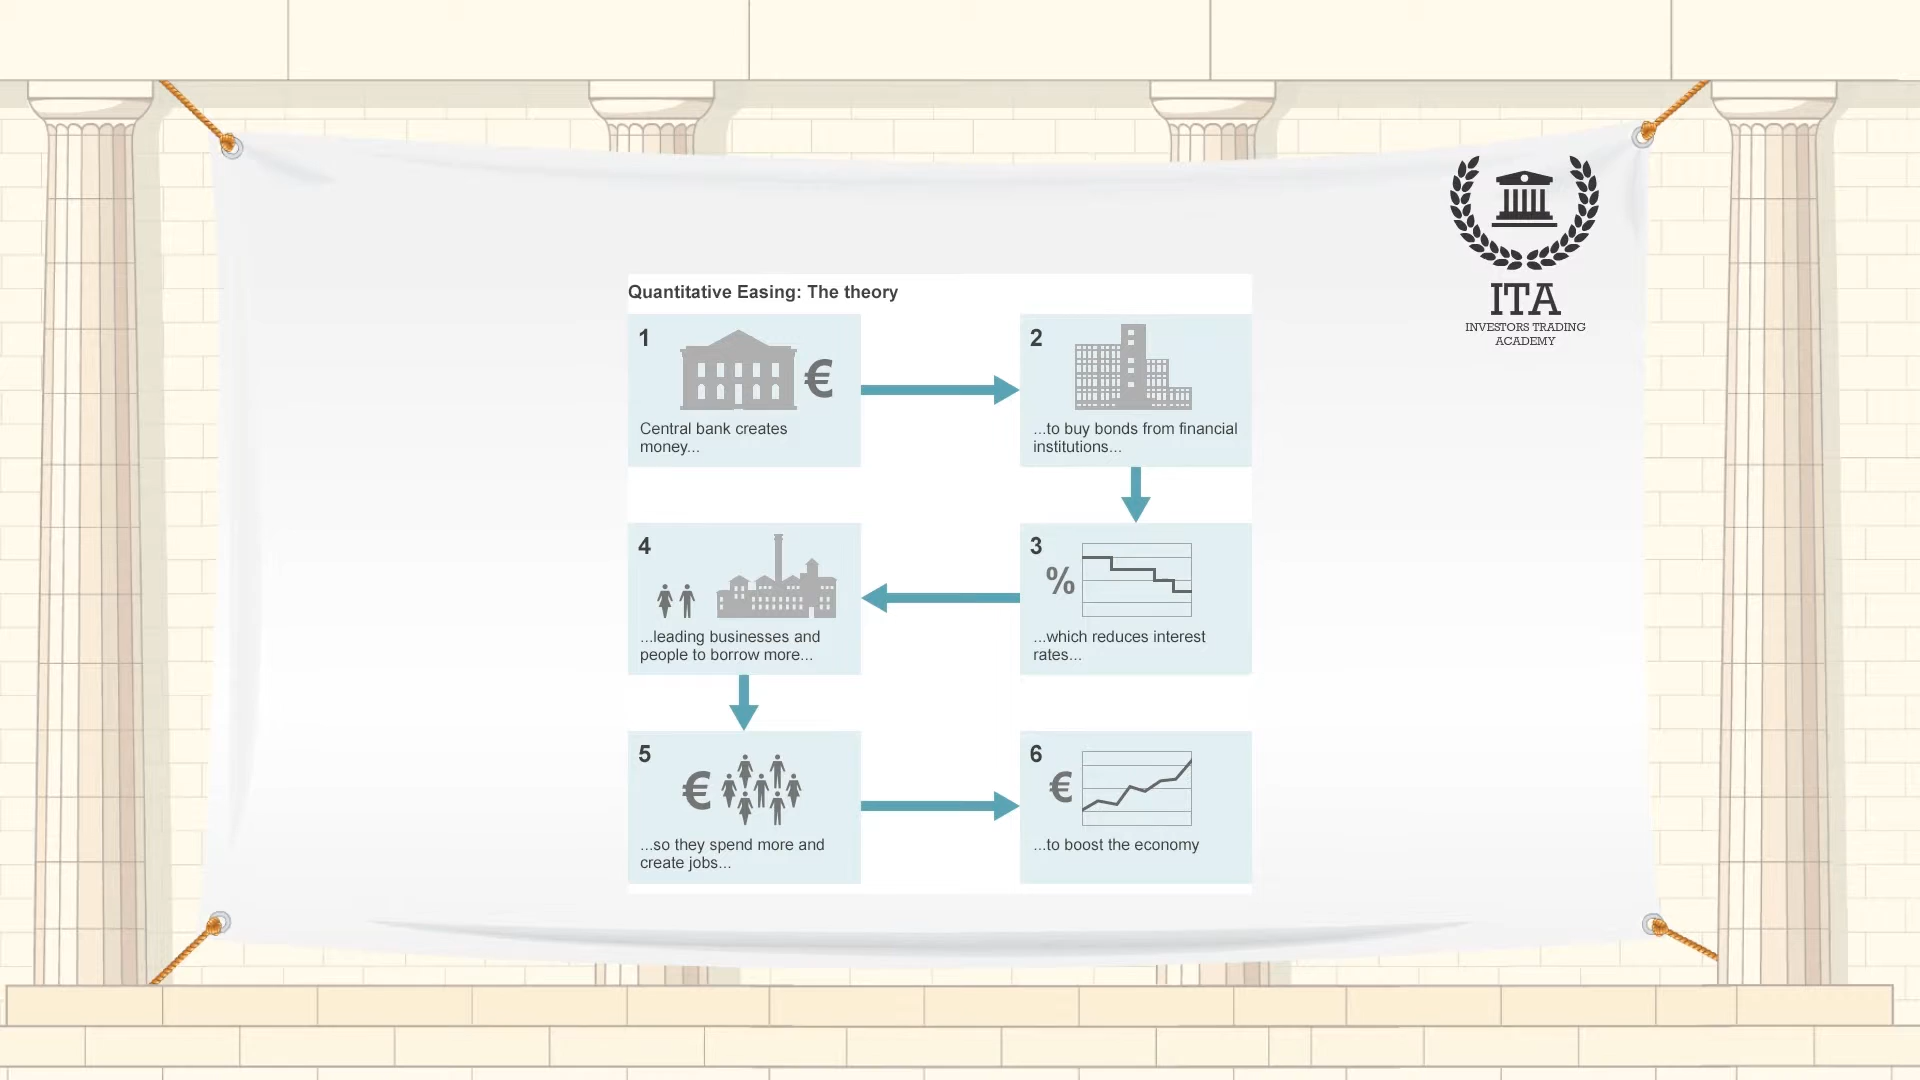 ITA
INVESTORS TRADING
ACADEMY
Quantitative Easing: The theory
1
€
Central bank creates
money...
2
...to buy bonds from financial
institutions...
3
%
...which reduces interest
rates...
4
...leading businesses and
people to borrow more...
5
€
...so they spend more and
create jobs...
6
€
...to boost the economy